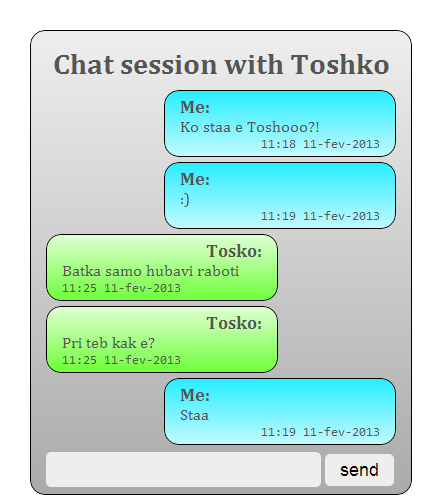 Chat session with Toshko
Me:
Ko staa e Toshooo?!
11:18 11-fev-2013
Me:
:)
11:19 11-fev-2013
Tosko:
Batka samo hubavi raboti
11:25 11-fev-2013
Tosko:
Pri teb kak e?
11:25 11-fev-2013
Me:
Staa
11:19 11-fev-2013
send